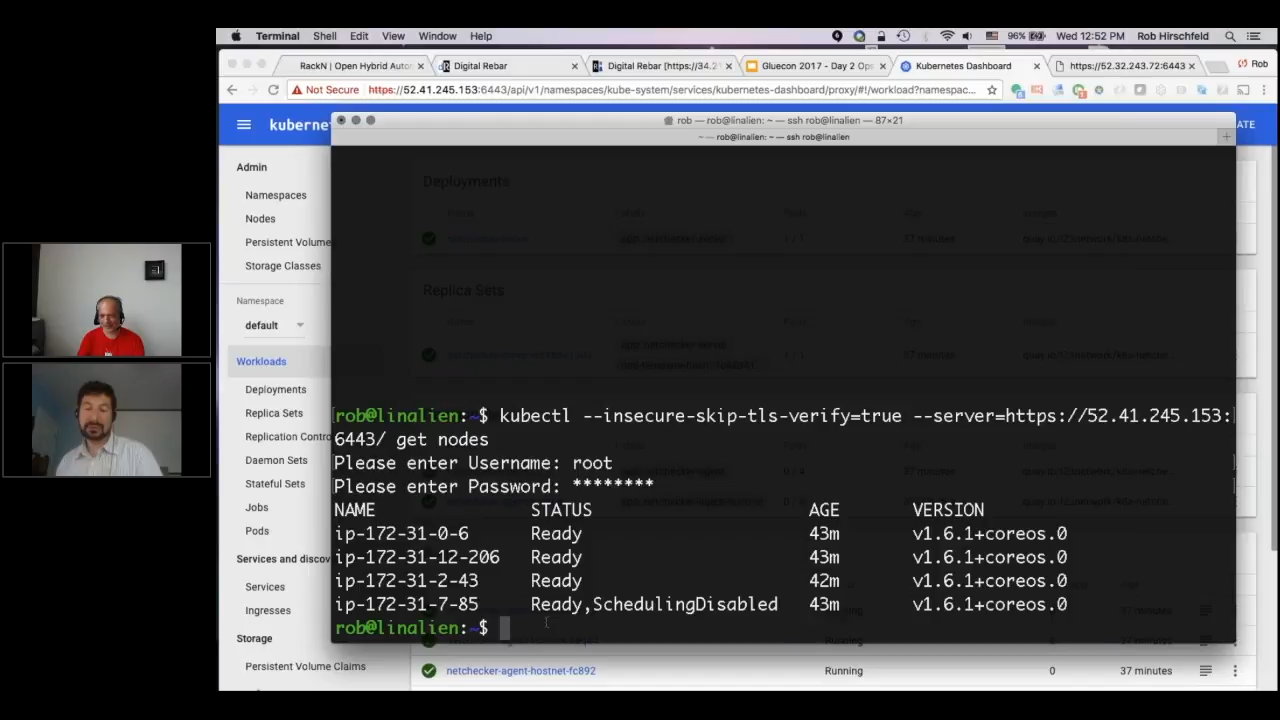 Terminal Shell Edit View Window Help 96% Wed 12:52 PM Rob Hirschfeld
RackN | Open Hybrid Auto Digital Rebar Digital Rebar [https://34.2 Gluecon 2017 - Day 2 Ops Kubernetes Dashboard https://52.32.243.72:6443 Rob
Not Secure https://52.41.245.153:6443/api/v1/namespaces/kube-system/services/kubernetes-dashboard/proxy/#!/workload?namespac...
kuberne ATE
rob — rob@linalien: ~ — ssh rob@linalien — 87×21
~ — rob@linalien: ~ — ssh rob@linalien
Admin
Namespaces
Nodes
Persistent Volume
Storage Classes
Namespace
default
Workloads
Deployments
Replica Sets
Replication Contro
Daemon Sets
Stateful Sets
Jobs
Pods
Services and discov
Services
Ingresses
Storage
Persistent Volume Claims
Deployments
37 minutes
Replica Sets
37 minutes
rob@linalien:~$ kubectl --insecure-skip-tls-verify=true --server=https://52.41.245.153:
6443/ get nodes
Please enter Username: root
Please enter Password: ********
NAME STATUS AGE VERSION
ip-172-31-0-6 Ready 43m v1.6.1+coreos.0
ip-172-31-12-206 Ready 43m v1.6.1+coreos.0
ip-172-31-2-43 Ready 42m v1.6.1+coreos.0
ip-172-31-7-85 Ready,SchedulingDisabled 43m v1.6.1+coreos.0
rob@linalien:~$
netchecker-agent-hostnet-fc892 Running 0 37 minutes